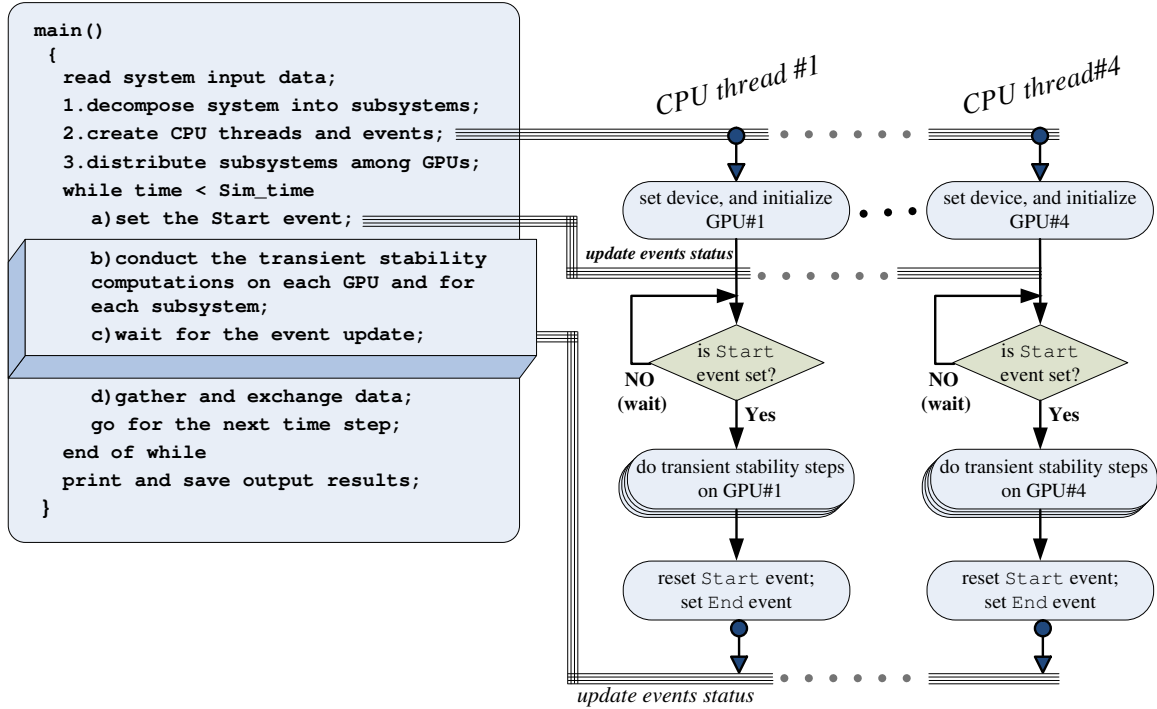 main()
{
read system input data;
1.decompose system into subsystems;
2.create CPU threads and events;
3.distribute subsystems among GPUs;
while time < Sim_time
a)set the Start event;
b)conduct the transient stability
computations on each GPU and for
each subsystem;
c)wait for the event update;
d)gather and exchange data;
go for the next time step;
end of while
print and save output results;
}
CPU thread #1
set device, and initialize
GPU#1
update events status
is Start
event set?
NO
(wait)
Yes
do transient stability steps
on GPU#1
reset Start event;
set End event
CPU thread#4
set device, and initialize
GPU#4
is Start
event set?
NO
(wait)
Yes
do transient stability steps
on GPU#4
reset Start event;
set End event
update events status